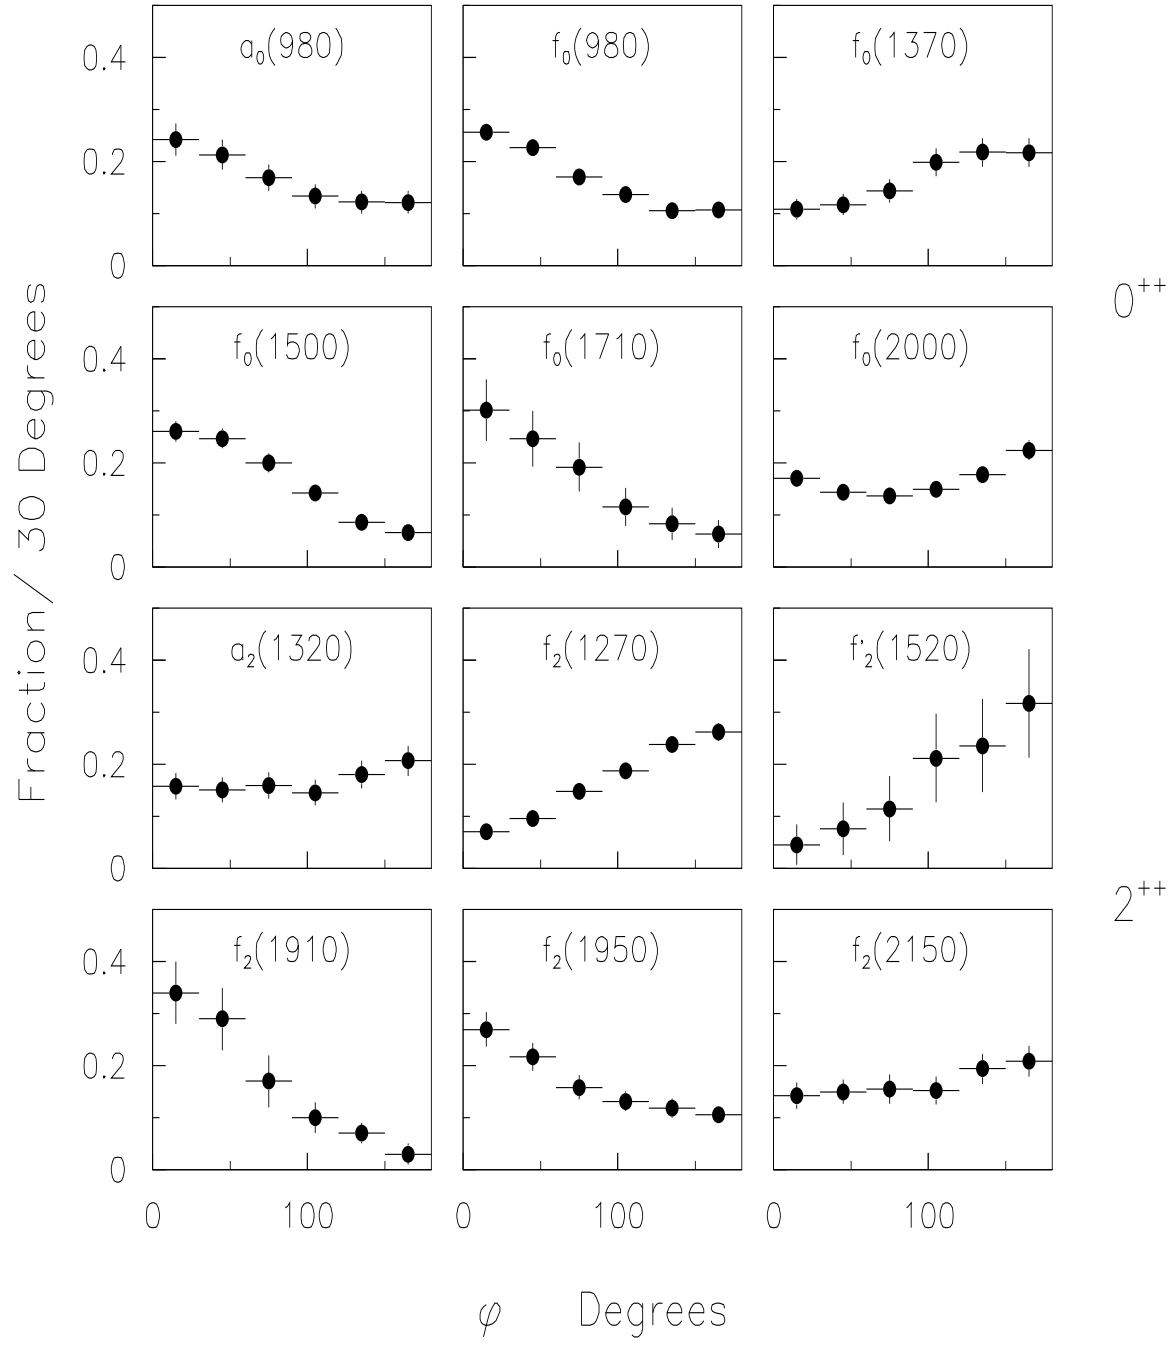 a₀(980) f₀(980) f₀(1370)
0.4
0.2
0
0⁺⁺
f₀(1500) f₀(1710) f₀(2000)
0.4
0.2
0
Fraction/ 30 Degrees
a₂(1320) f₂(1270) f'₂(1520)
0.4
0.2
0
2⁺⁺
f₂(1910) f₂(1950) f₂(2150)
0.4
0.2
0
0 100 0 100 0 100
φ Degrees